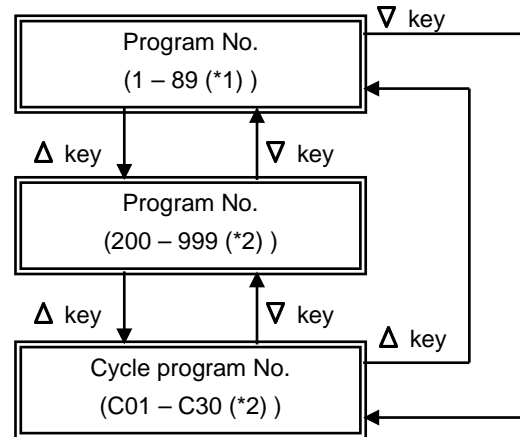 ∇ key
Program No.
(1 – 89 (*1) )
Δ key
∇ key
Program No.
(200 – 999 (*2) )
Δ key
∇ key
Δ key
Cycle program No.
(C01 – C30 (*2) )